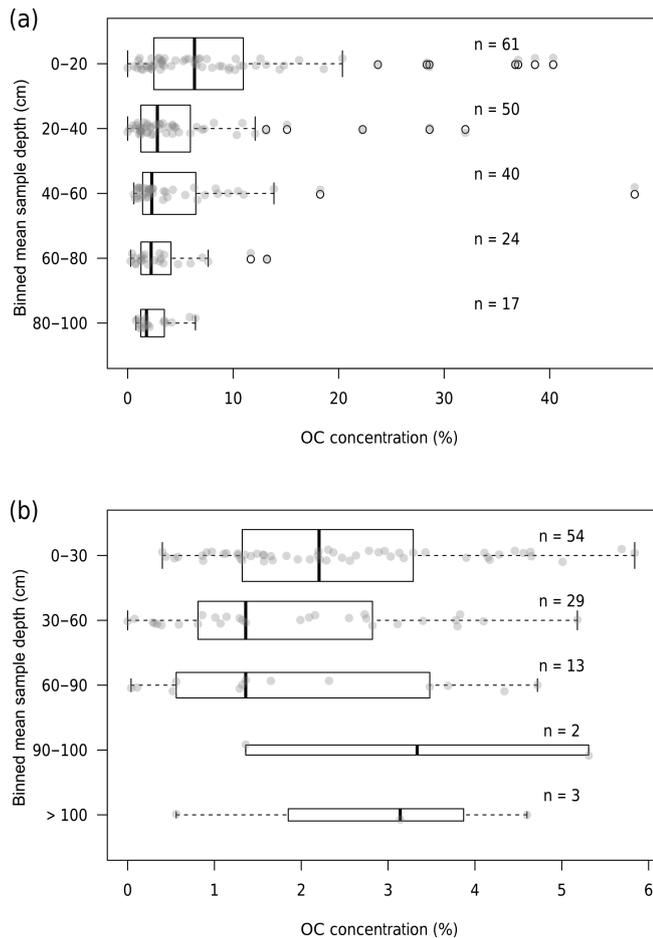 (a)
n = 61
0−20
n = 50
20−40
n = 40
40−60
n = 24
60−80
n = 17
80−100
Binned mean sample depth (cm)
0 10 20 30 40
OC concentration (%)
(b)
n = 54
0−30
n = 29
30−60
n = 13
60−90
n = 2
90−100
n = 3
> 100
Binned mean sample depth (cm)
0 1 2 3 4 5 6
OC concentration (%)